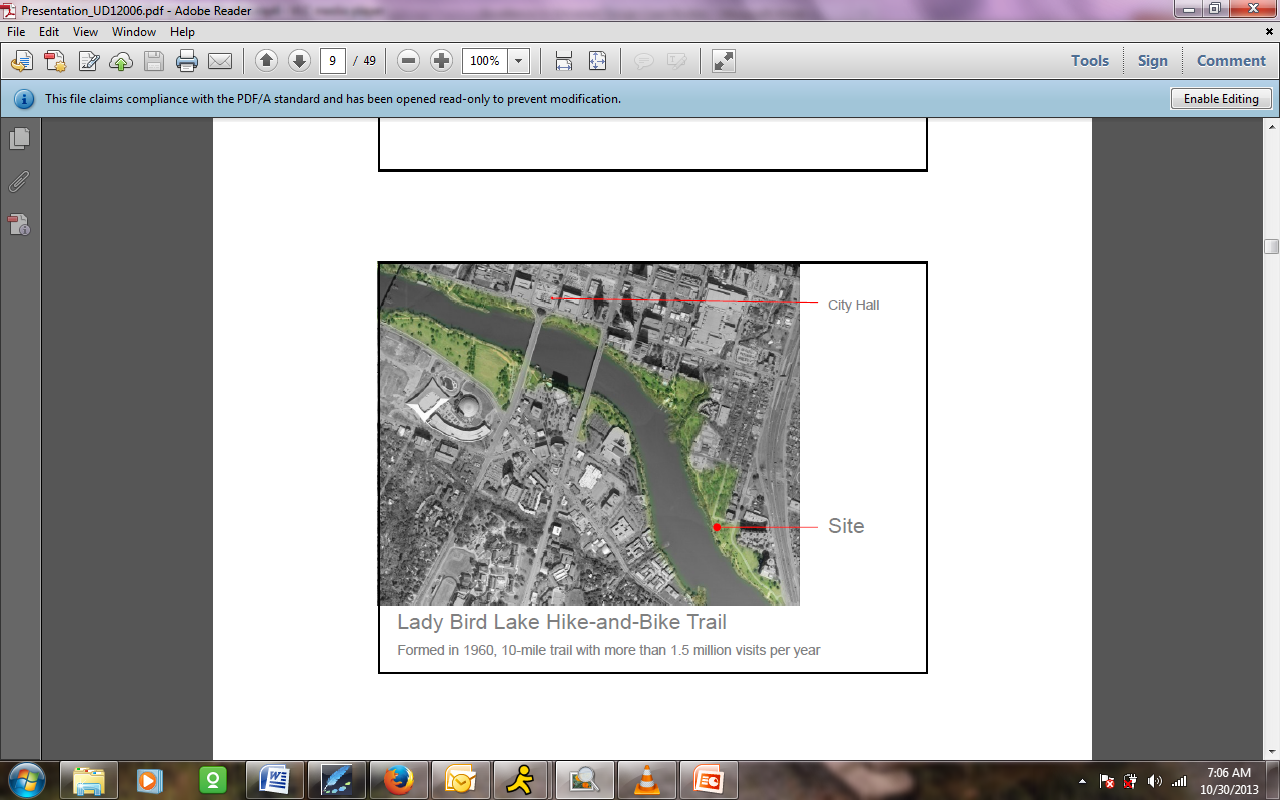 Presentation_UD12006.pdf - Adobe Reader
File Edit View Window Help
9 / 49 100% Tools Sign Comment
This file claims compliance with the PDF/A standard and has been opened read-only to prevent modification. Enable Editing
City Hall
Site
Lady Bird Lake Hike-and-Bike Trail
Formed in 1960, 10-mile trail with more than 1.5 million visits per year
7:06 AM
10/30/2013